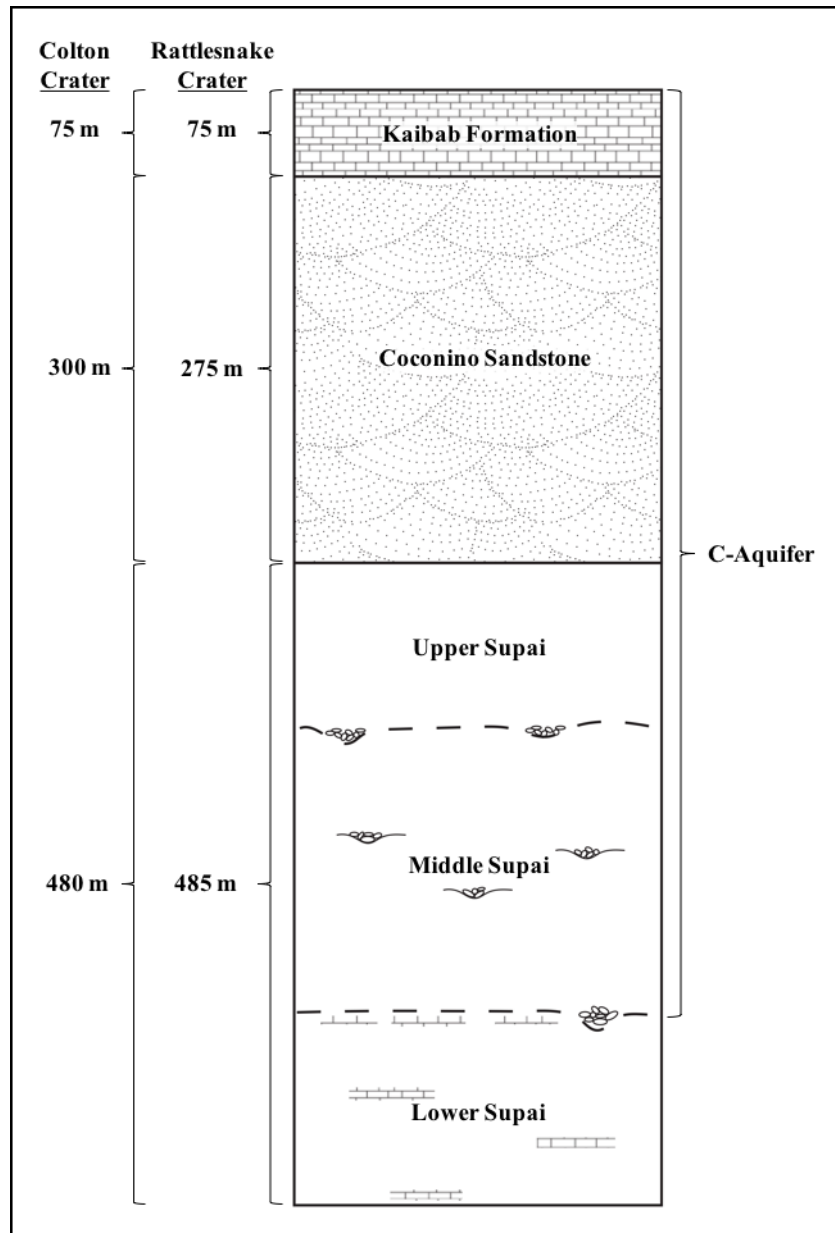 Colton Rattlesnake
Crater Crater
75 m 75 m Kaibab Formation
300 m 275 m Coconino Sandstone
C-Aquifer
Upper Supai
480 m 485 m Middle Supai
Lower Supai